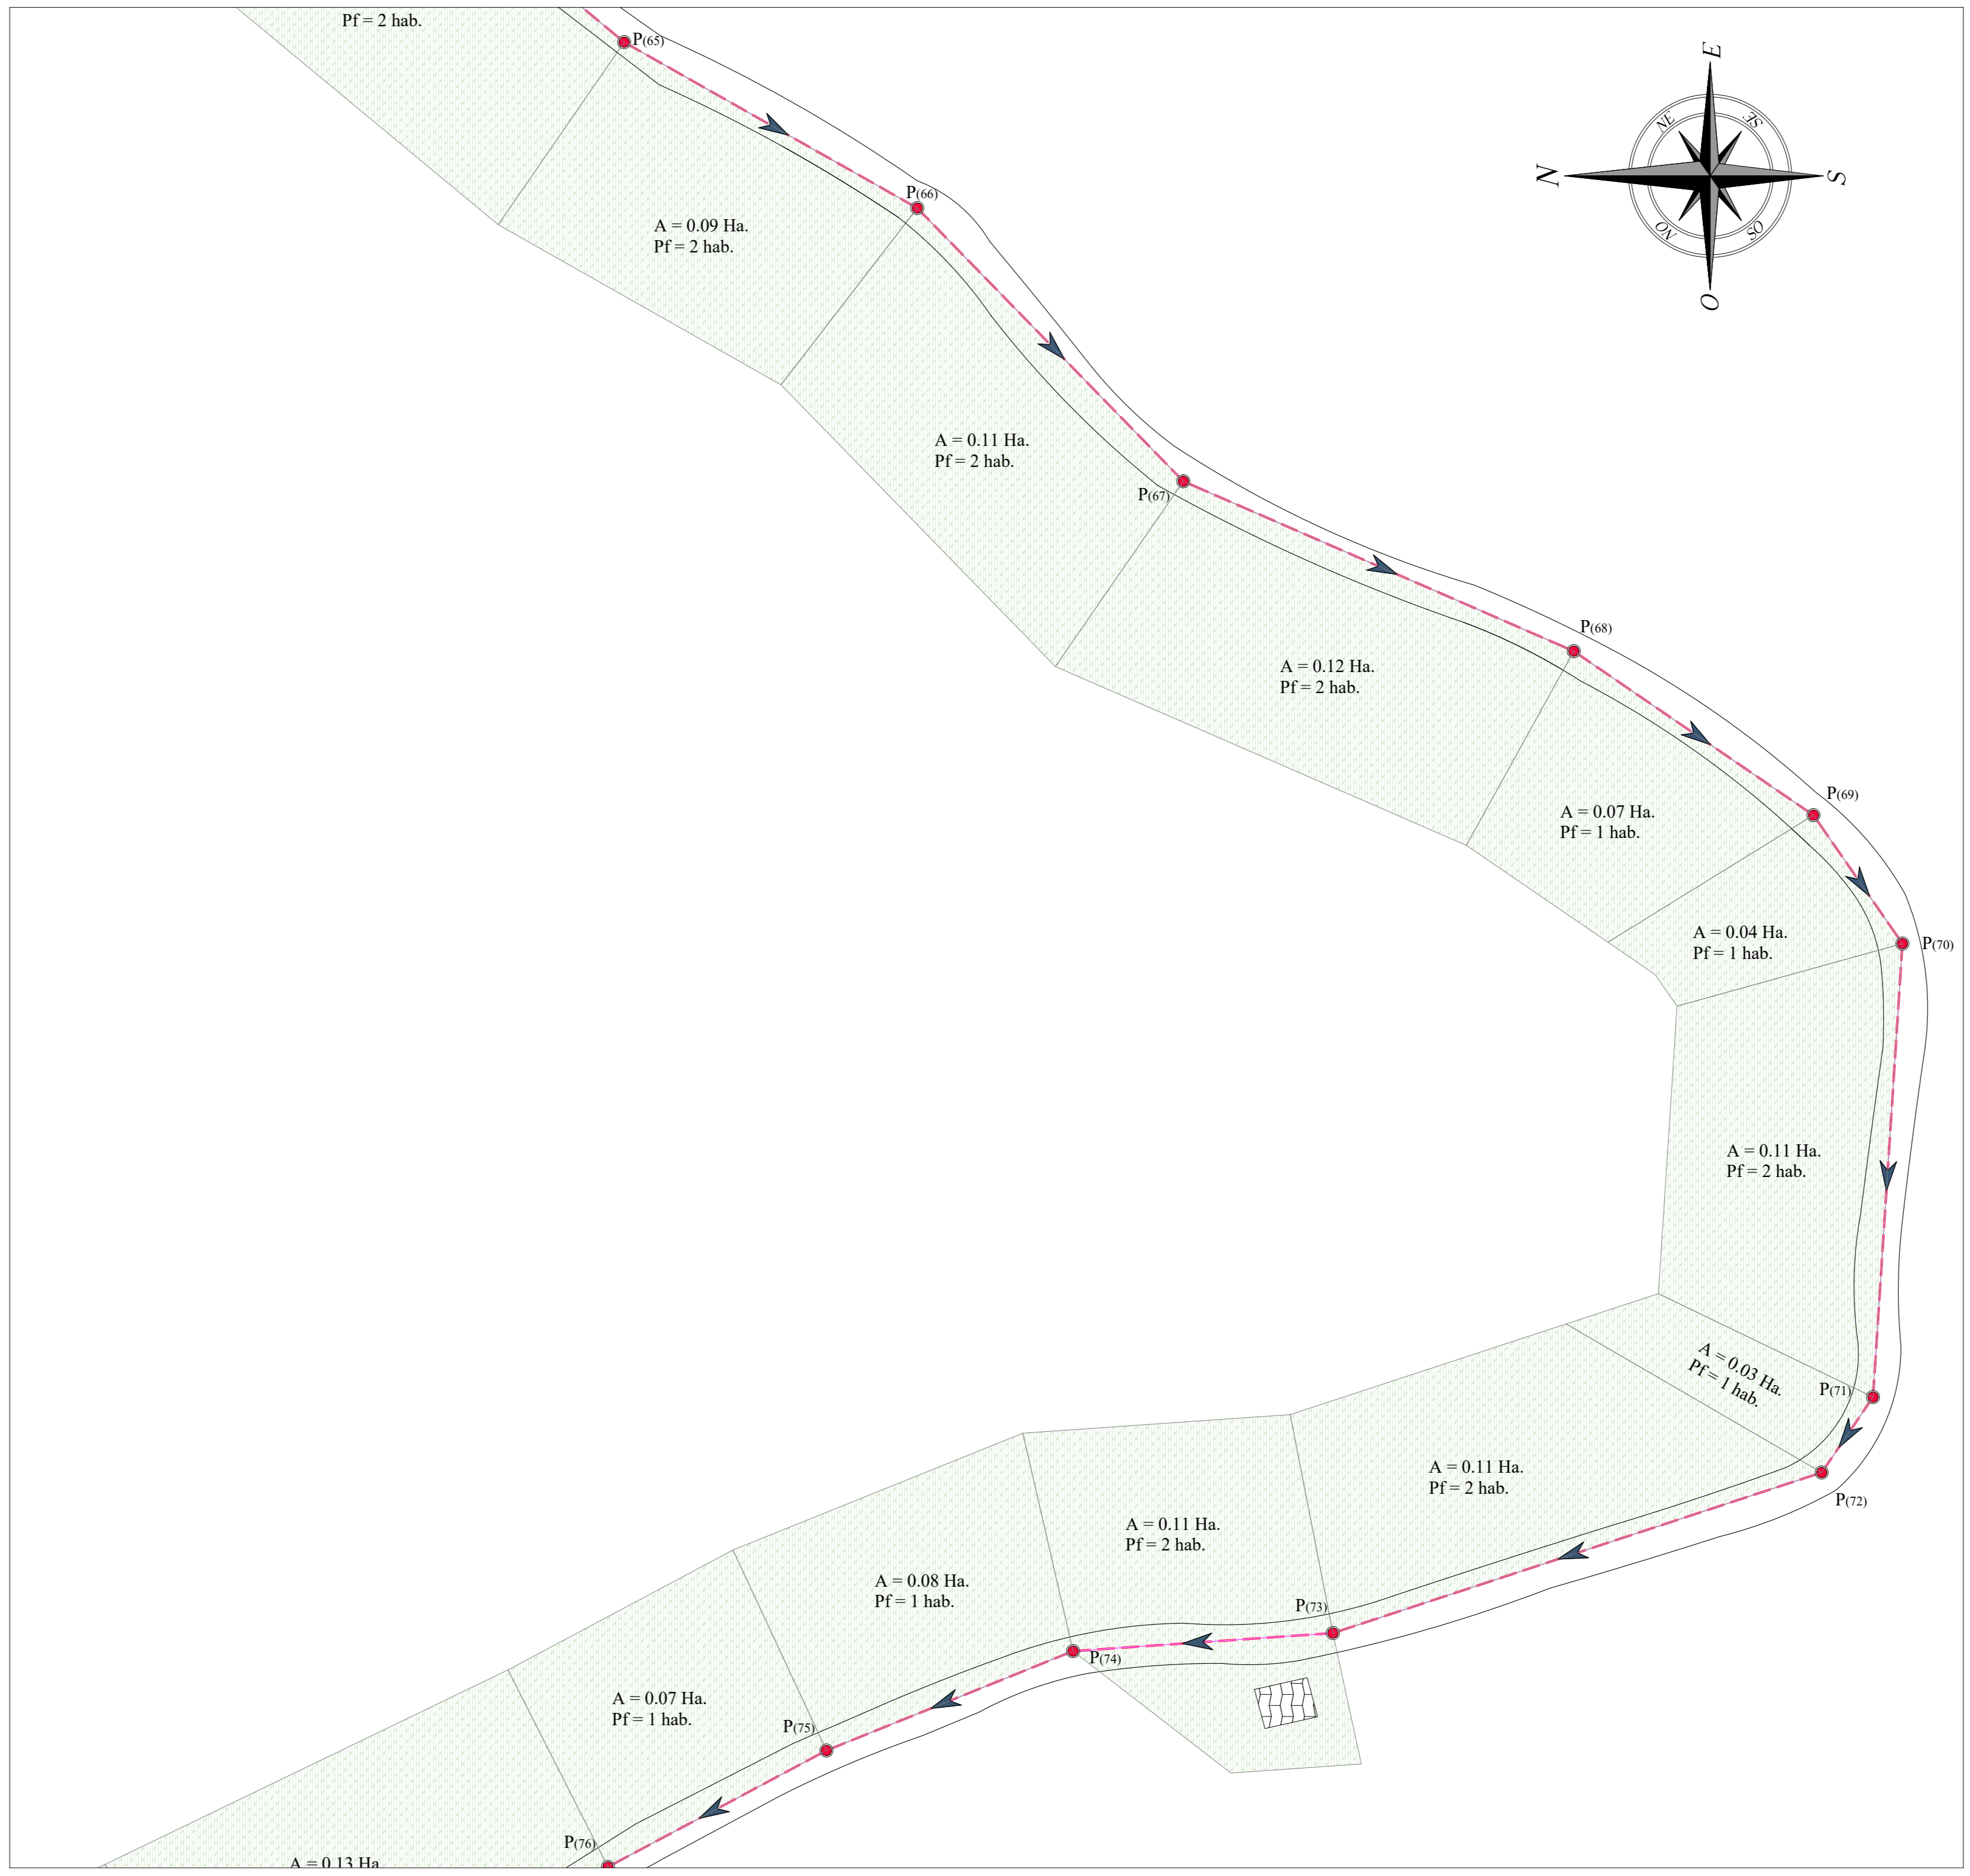 Pf = 2 hab.
P(65)
E
NE
SE
N
S
NO
SO
O
P(66)
A = 0.09 Ha.
Pf = 2 hab.
A = 0.11 Ha.
Pf = 2 hab.
P(67)
P(68)
A = 0.12 Ha.
Pf = 2 hab.
P(69)
A = 0.07 Ha.
Pf = 1 hab.
A = 0.04 Ha.
Pf = 1 hab.
P(70)
A = 0.11 Ha.
Pf = 2 hab.
A = 0.03 Ha.
Pf = 1 hab.
P(71)
A = 0.11 Ha.
Pf = 2 hab.
P(72)
A = 0.11 Ha.
Pf = 2 hab.
A = 0.08 Ha.
Pf = 1 hab.
P(73)
P(74)
A = 0.07 Ha.
Pf = 1 hab.
P(75)
P(76)
A = 0.13 Ha